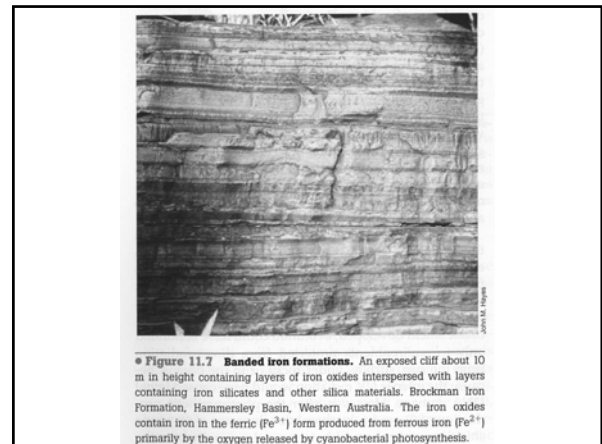 John M. Hayes
• Figure 11.7 Banded iron formations. An exposed cliff about 10
m in height containing layers of iron oxides interspersed with layers
containing iron silicates and other silica materials. Brockman Iron
Formation, Hammersley Basin, Western Australia. The iron oxides
contain iron in the ferric (Fe³⁺) form produced from ferrous iron (Fe²⁺)
primarily by the oxygen released by cyanobacterial photosynthesis.